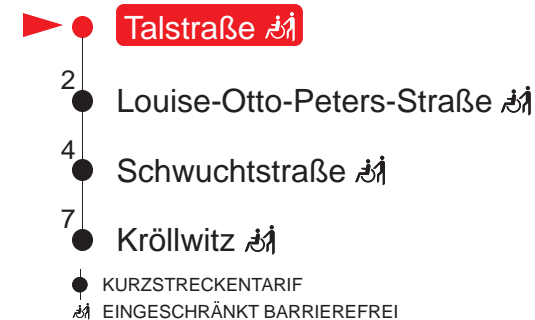 Talstraße
2
Louise-Otto-Peters-Straße
4
Schwuchtstraße
7
Kröllwitz
KURZSTRECKENTARIF
EINGESCHRÄNKT BARRIEREFREI